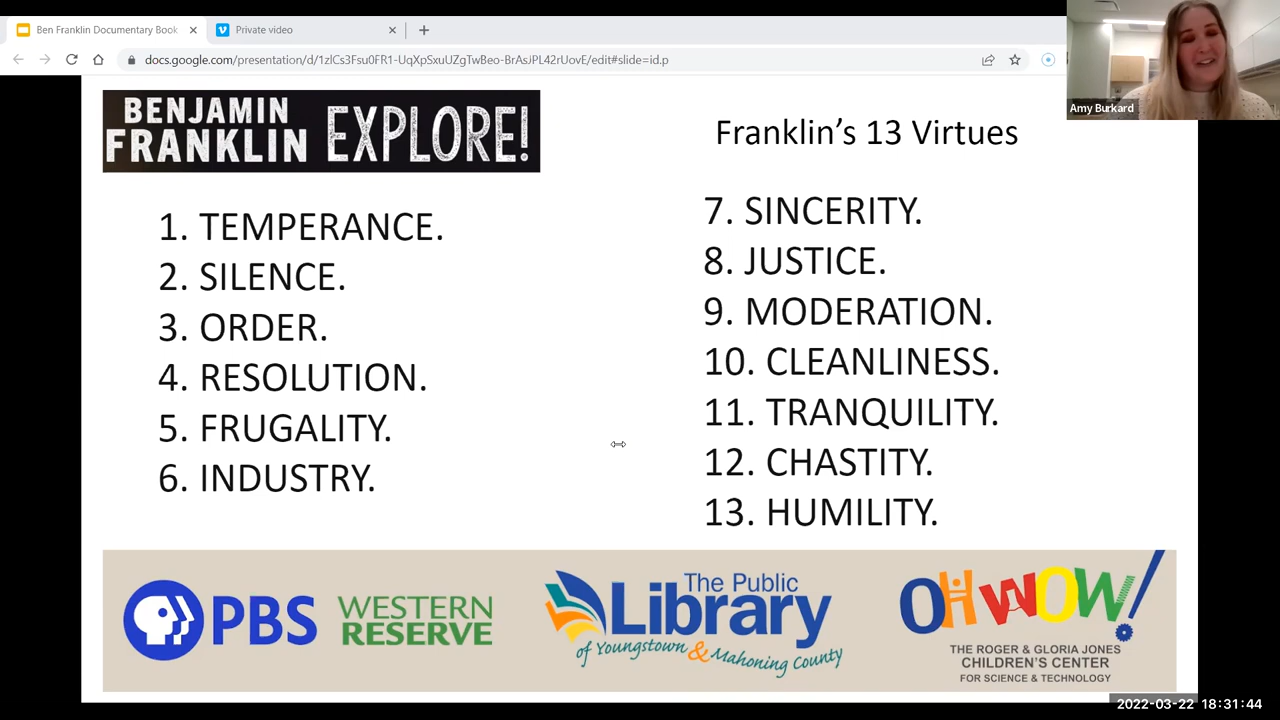 Ben Franklin Documentary Book
Private video
docs.google.com/presentation/d/1zlCs3Fsu0FR1-UqXpSxuUZgTwBeo-BrAsJPL42rUovE/edit#slide=id.p
Amy Burkard
BENJAMIN
FRANKLIN EXPLORE!
Franklin’s 13 Virtues
1. TEMPERANCE.
2. SILENCE.
3. ORDER.
4. RESOLUTION.
5. FRUGALITY.
6. INDUSTRY.
7. SINCERITY.
8. JUSTICE.
9. MODERATION.
10. CLEANLINESS.
11. TRANQUILITY.
12. CHASTITY.
13. HUMILITY.
PBS WESTERN
RESERVE
The Public
Library
of Youngstown & Mahoning County
OH WOW!
THE ROGER & GLORIA JONES
CHILDREN'S CENTER
FOR SCIENCE & TECHNOLOGY
2022-03-22 18:31:44